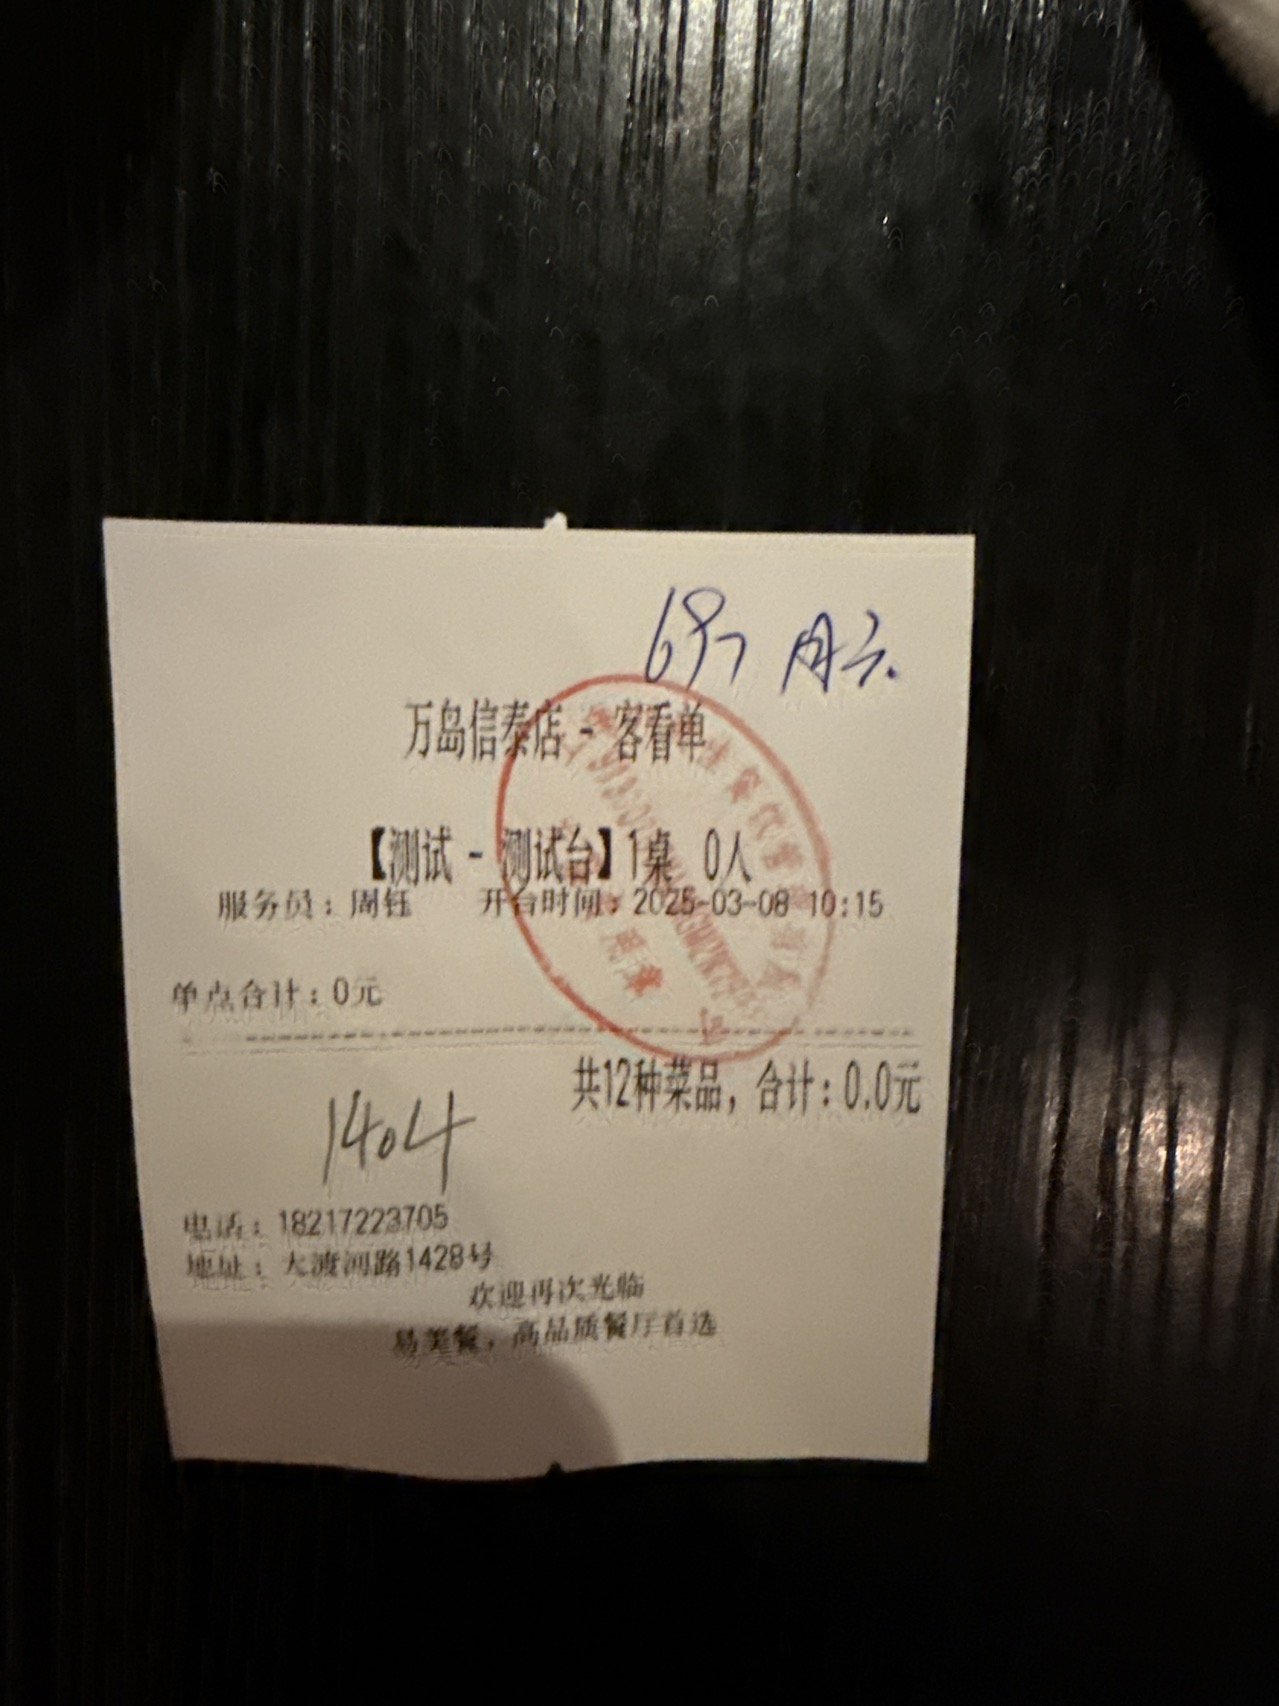 万岛信泰店 - 客看单
【测试 - 测试台】1桌 0人
服务员：周钰 开台时间：2025-03-08 10:15
单点合计：0元
共12种菜品，合计：0.0元
1404
电话：18217223705
地址：大渡河路1428号
欢迎再次光临
易美餐，高品质餐厅首选